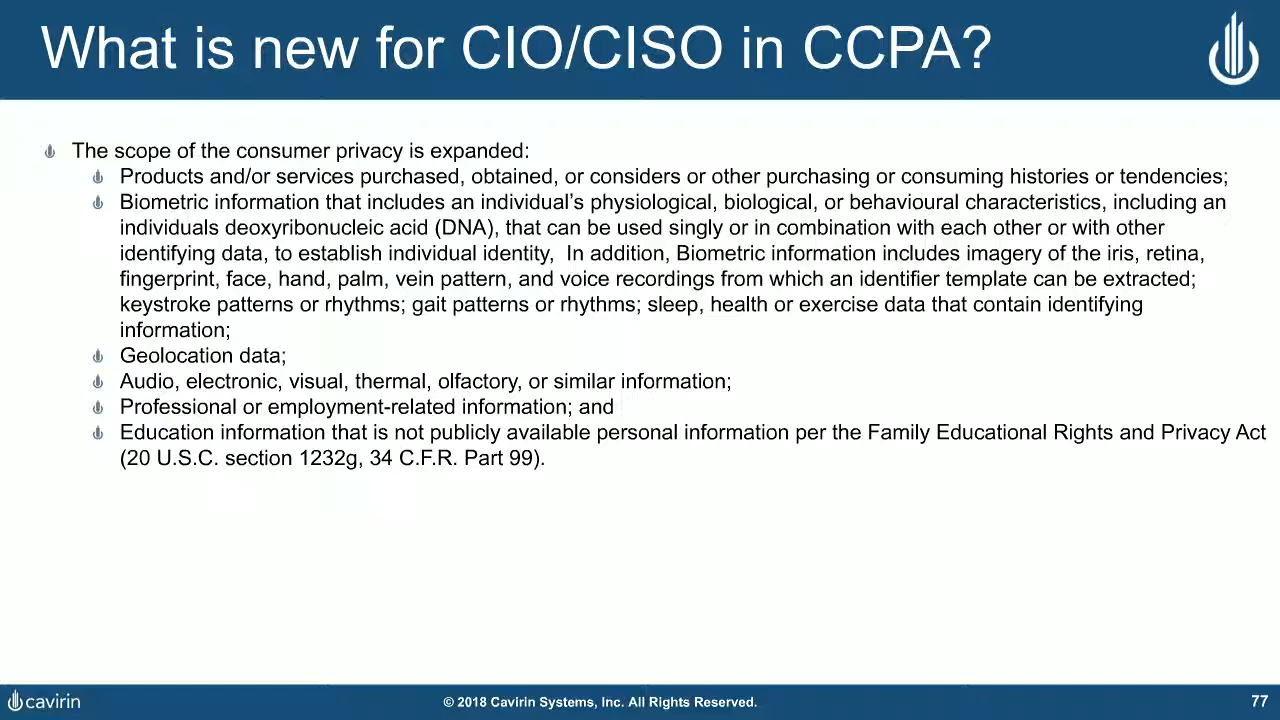 What is new for CIO/CISO in CCPA?
The scope of the consumer privacy is expanded:
Products and/or services purchased, obtained, or considers or other purchasing or consuming histories or tendencies;
Biometric information that includes an individual's physiological, biological, or behavioural characteristics, including an
individuals deoxyribonucleic acid (DNA), that can be used singly or in combination with each other or with other
identifying data, to establish individual identity,  In addition, Biometric information includes imagery of the iris, retina,
fingerprint, face, hand, palm, vein pattern, and voice recordings from which an identifier template can be extracted;
keystroke patterns or rhythms; gait patterns or rhythms; sleep, health or exercise data that contain identifying
information;
Geolocation data;
Audio, electronic, visual, thermal, olfactory, or similar information;
Professional or employment-related information; and
Education information that is not publicly available personal information per the Family Educational Rights and Privacy Act
(20 U.S.C. section 1232g, 34 C.F.R. Part 99).
cavirin
© 2018 Cavirin Systems, Inc. All Rights Reserved.
77